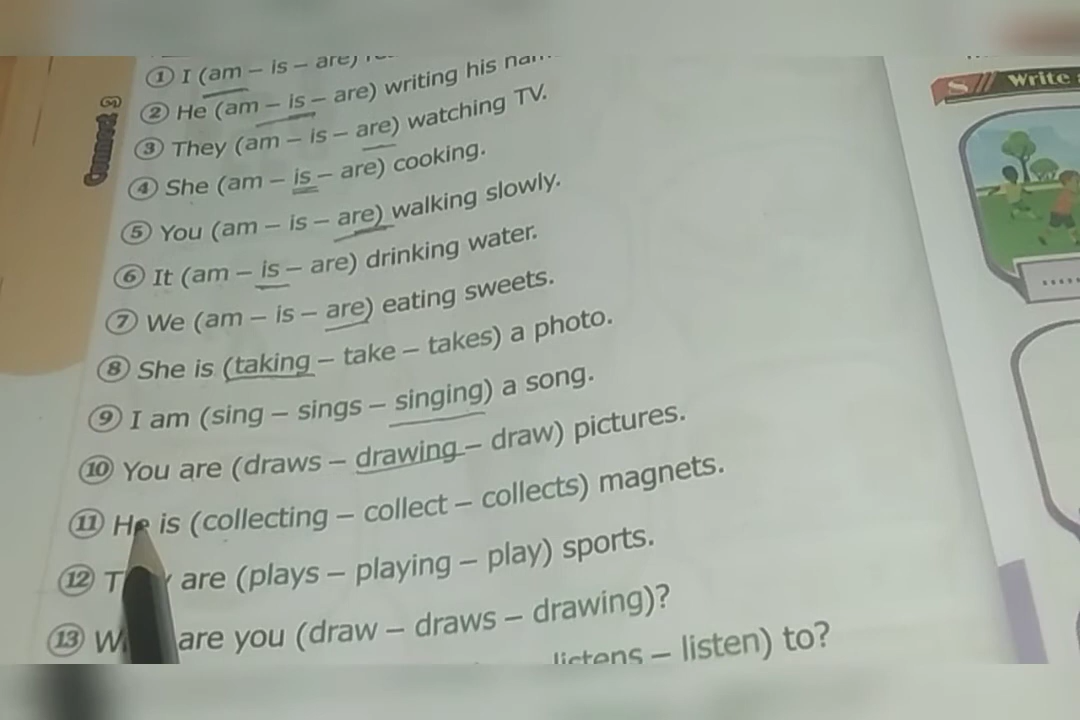 Connect
① I (am – is – are)
② He (am – is – are) writing his
③ They (am – is – are) watching TV.
④ She (am – is – are) cooking.
⑤ You (am – is – are) walking slowly.
⑥ It (am – is – are) drinking water.
⑦ We (am – is – are) eating sweets.
⑧ She is (taking – take – takes) a photo.
⑨ I am (sing – sings – singing) a song.
⑩ You are (draws – drawing – draw) pictures.
⑪ He is (collecting – collect – collects) magnets.
⑫ are (plays – playing – play) sports.
⑬ are you (draw – draws – drawing)?
listens – listen) to?
8 Write